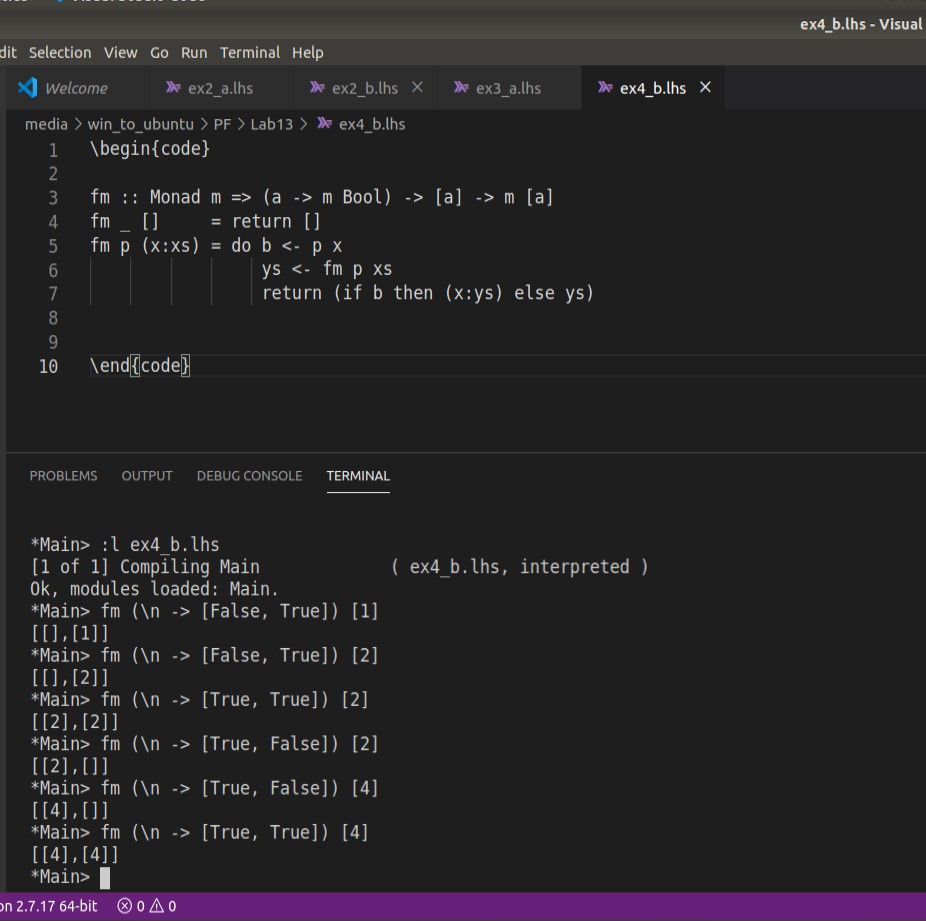 ex4_b.lhs - Visual
dit Selection View Go Run Terminal Help
Welcome ex2_a.lhs ex2_b.lhs ex3_a.lhs ex4_b.lhs
media > win_to_ubuntu > PF > Lab13 > ex4_b.lhs
1 \begin{code}
2
3 fm :: Monad m => (a -> m Bool) -> [a] -> m [a]
4 fm _ []     = return []
5 fm p (x:xs) = do b <- p x
6                  ys <- fm p xs
7                  return (if b then (x:ys) else ys)
8
9
10 \end{code}
PROBLEMS OUTPUT DEBUG CONSOLE TERMINAL
*Main> :l ex4_b.lhs
[1 of 1] Compiling Main             ( ex4_b.lhs, interpreted )
Ok, modules loaded: Main.
*Main> fm (\n -> [False, True]) [1]
[[],[1]]
*Main> fm (\n -> [False, True]) [2]
[[],[2]]
*Main> fm (\n -> [True, True]) [2]
[[2],[2]]
*Main> fm (\n -> [True, False]) [2]
[[2],[]]
*Main> fm (\n -> [True, False]) [4]
[[4],[]]
*Main> fm (\n -> [True, True]) [4]
[[4],[4]]
*Main>
on 2.7.17 64-bit 0 0